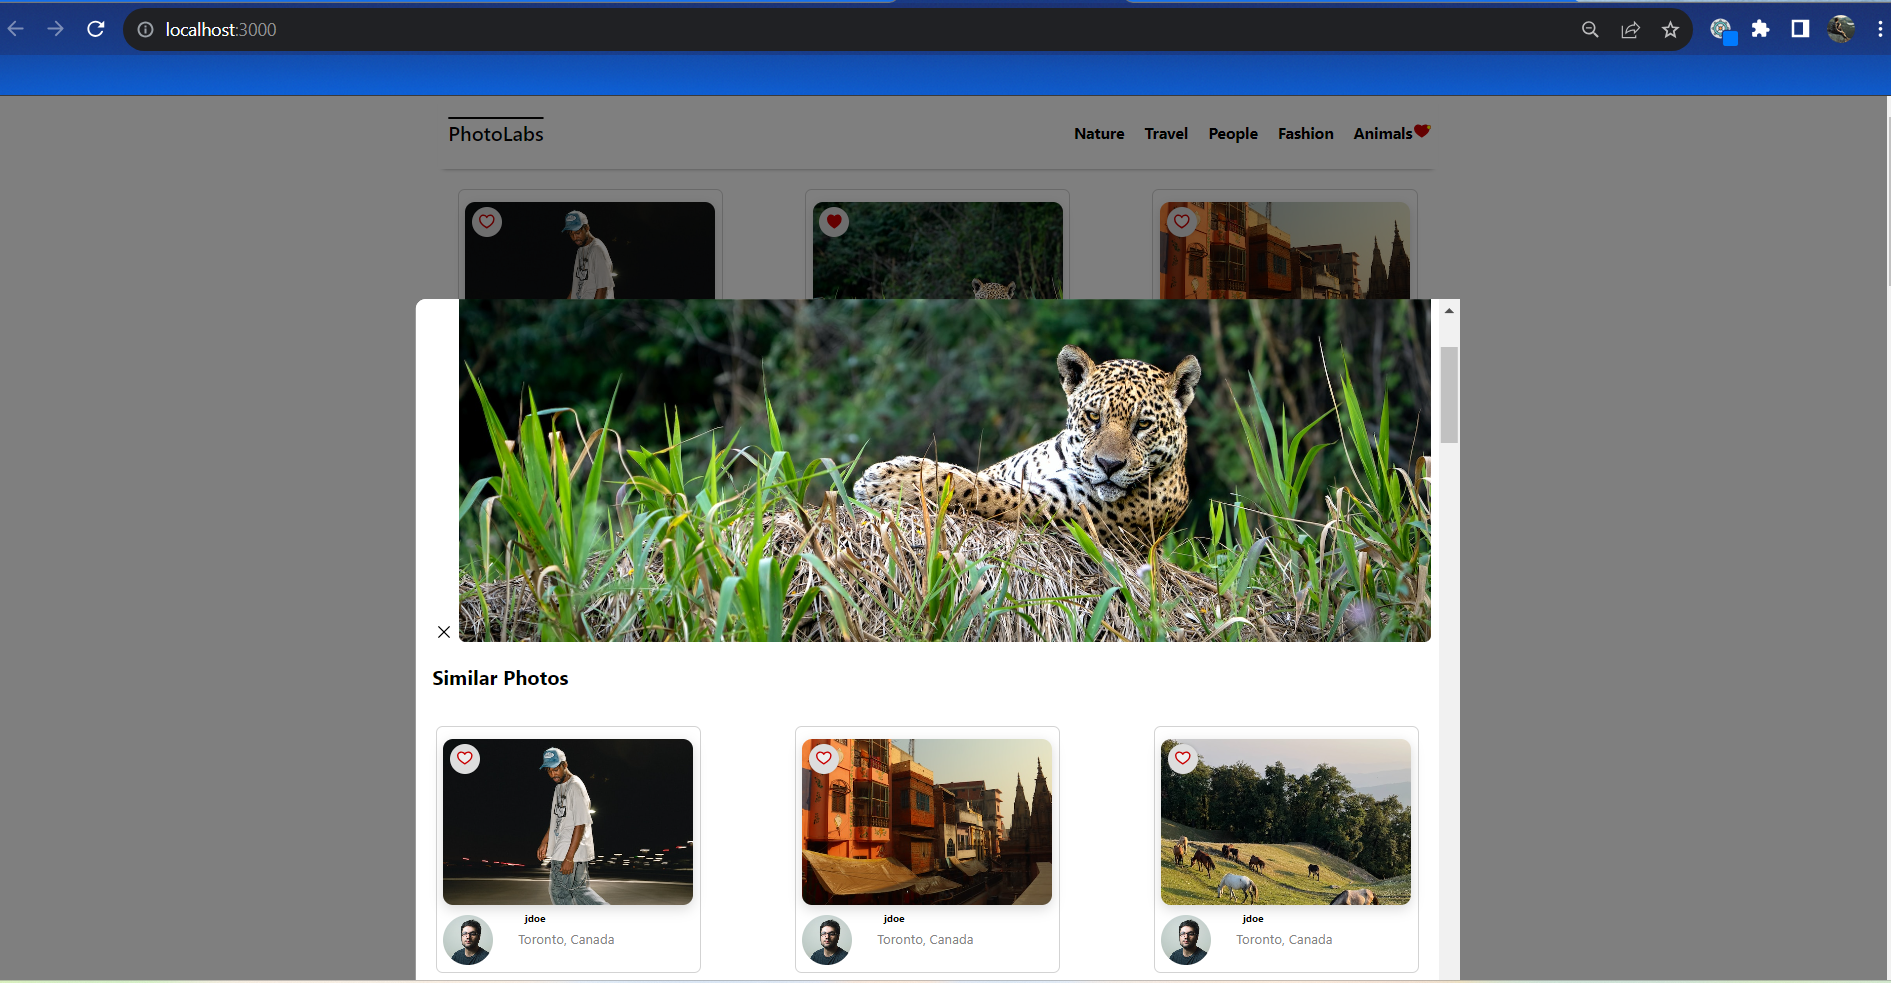 localhost:3000
PhotoLabs
Nature Travel People Fashion Animals
Similar Photos
jdoe
Toronto, Canada
jdoe
Toronto, Canada
jdoe
Toronto, Canada